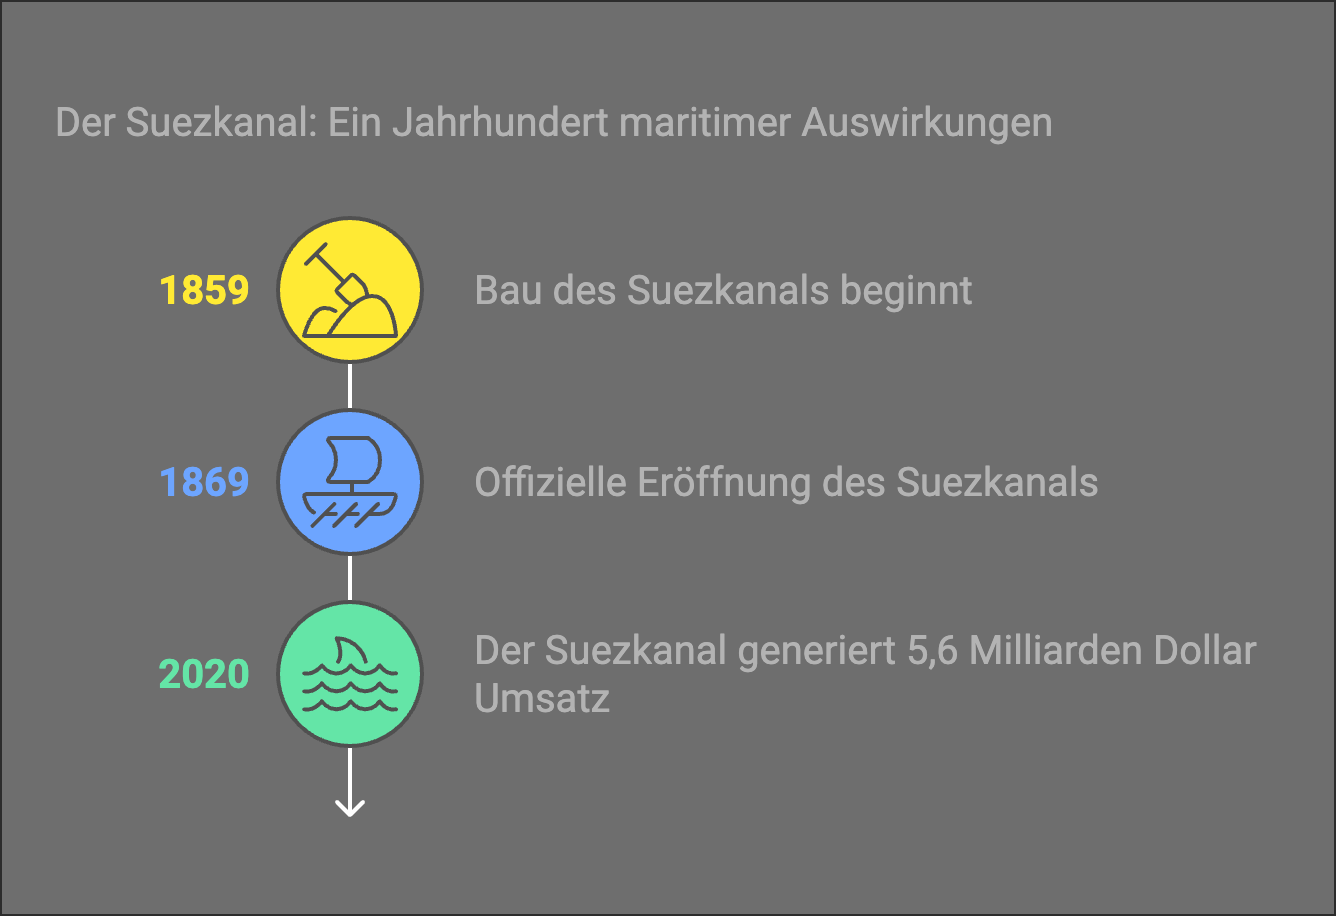 Der Suezkanal: Ein Jahrhundert maritimer Auswirkungen
1859 Bau des Suezkanals beginnt
1869 Offizielle Eröffnung des Suezkanals
2020 Der Suezkanal generiert 5,6 Milliarden Dollar
Umsatz